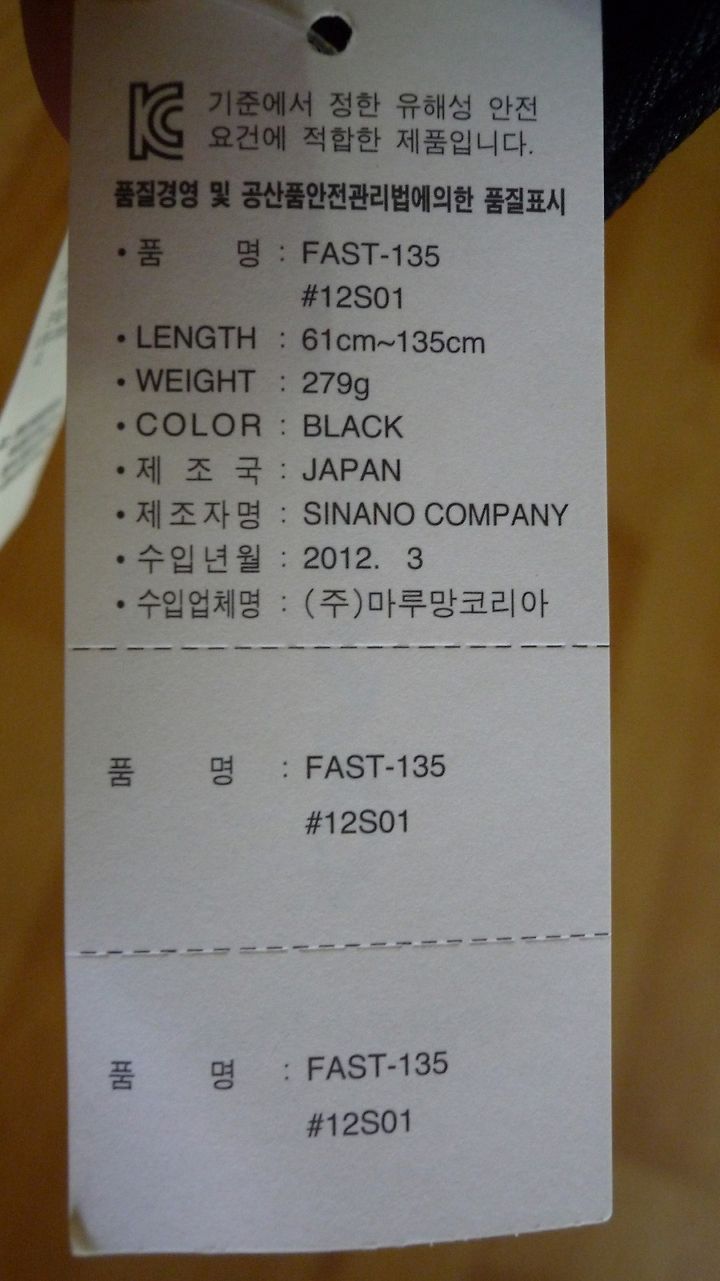 KC 기준에서 정한 유해성 안전
요건에 적합한 제품입니다.
품질경영 및 공산품안전관리법에의한 품질표시
• 품 명 : FAST-135
#12S01
• LENGTH : 61cm~135cm
• WEIGHT : 279g
• COLOR : BLACK
• 제 조 국 : JAPAN
• 제조자명 : SINANO COMPANY
• 수입년월 : 2012. 3
• 수입업체명 : (주)마루망코리아
품 명 : FAST-135
#12S01
품 명 : FAST-135
#12S01